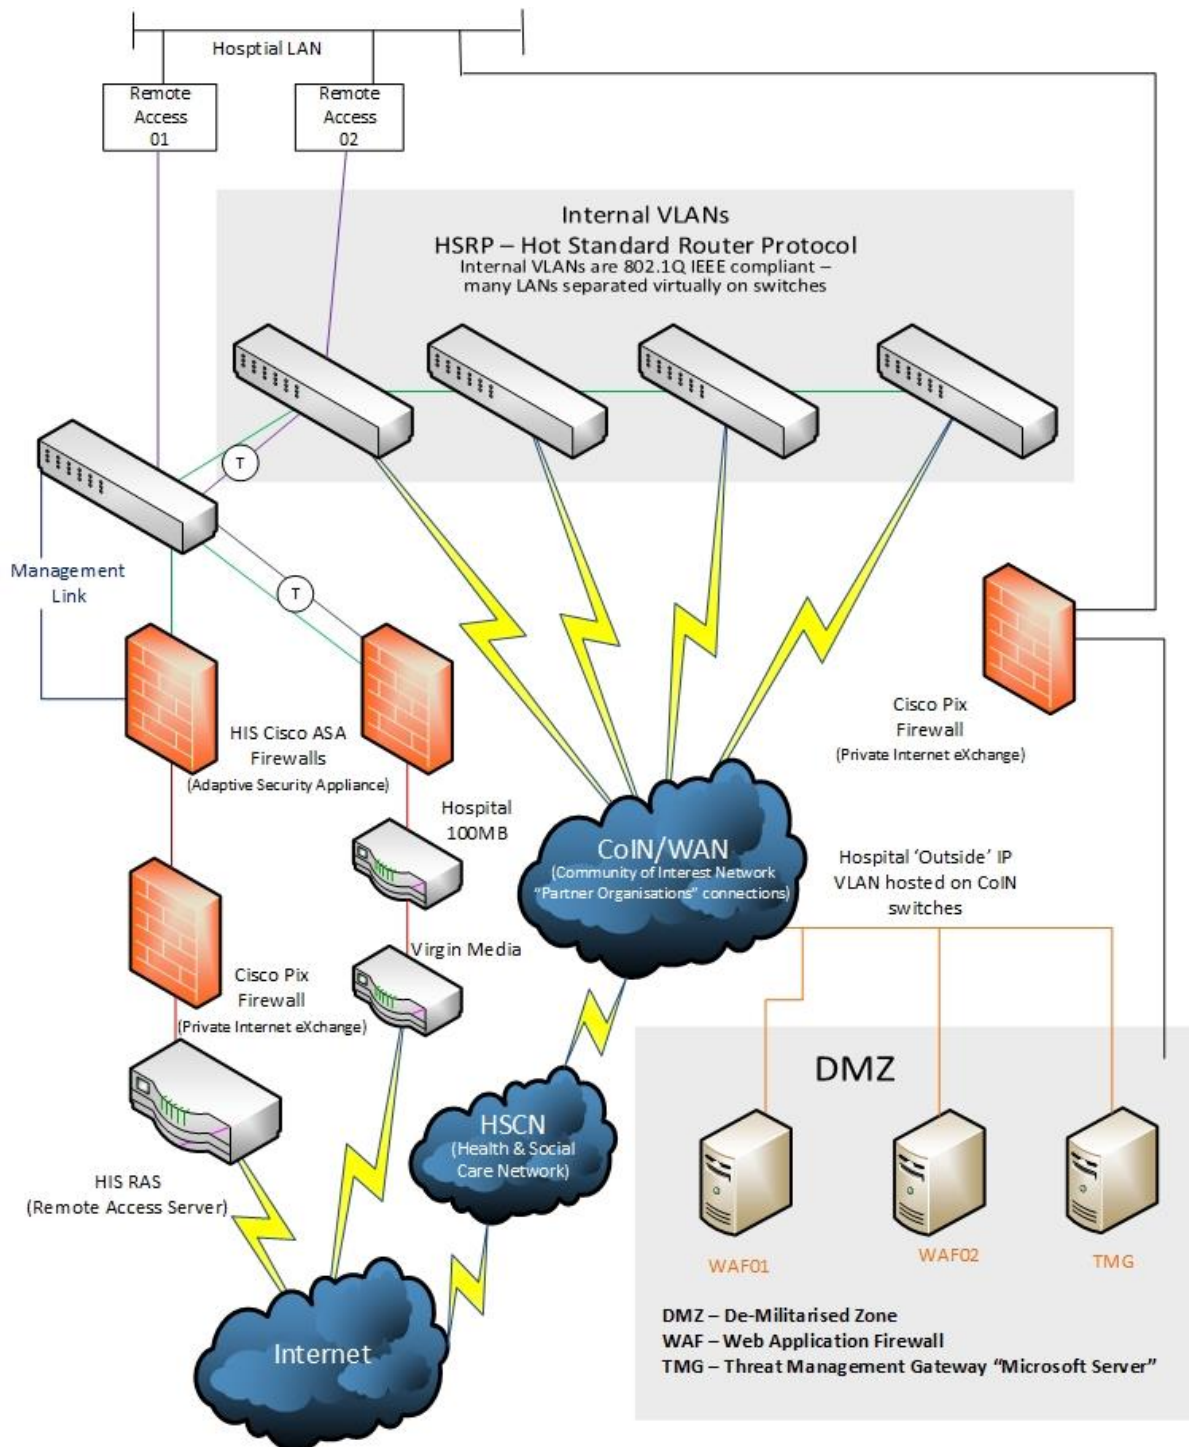 Hosptial LAN
Remote
Access
01
Remote
Access
02
Internal VLANs
HSRP – Hot Standard Router Protocol
Internal VLANs are 802.1Q IEEE compliant –
many LANs separated virtually on switches
T
Management
Link
T
HIS Cisco ASA
Firewalls
(Adaptive Security Appliance)
Cisco Pix
Firewall
(Private Internet eXchange)
Hospital
100MB
CoIN/WAN
(Community of Interest Network
“Partner Organisations” connections)
Hospital ‘Outside’ IP
VLAN hosted on CoIN
switches
Virgin Media
Cisco Pix
Firewall
(Private Internet eXchange)
DMZ
HSCN
(Health & Social
Care Network)
HIS RAS
(Remote Access Server)
WAF01
WAF02
TMG
Internet
DMZ – De-Militarised Zone
WAF – Web Application Firewall
TMG – Threat Management Gateway “Microsoft Server”